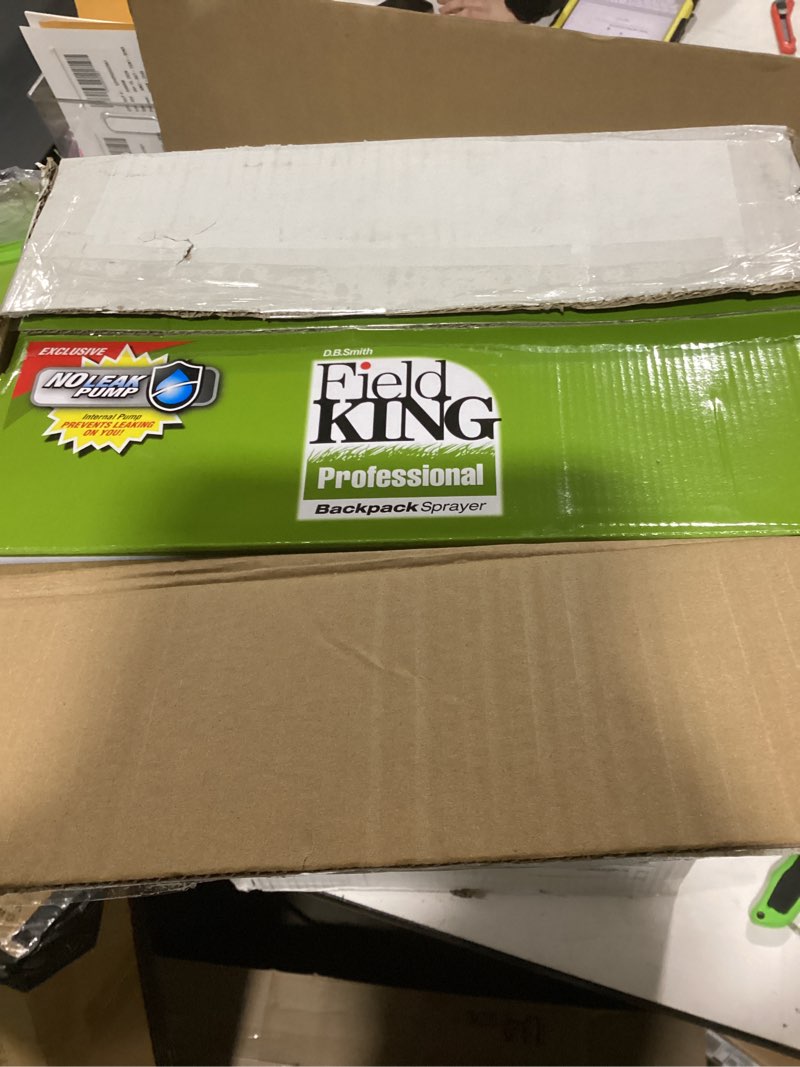 EXCLUSIVE
NO LEAK
PUMP
Internal Pump
PREVENTS LEAKING
ON YOU!
D.B.Smith
Field
KING
Professional
Backpack Sprayer